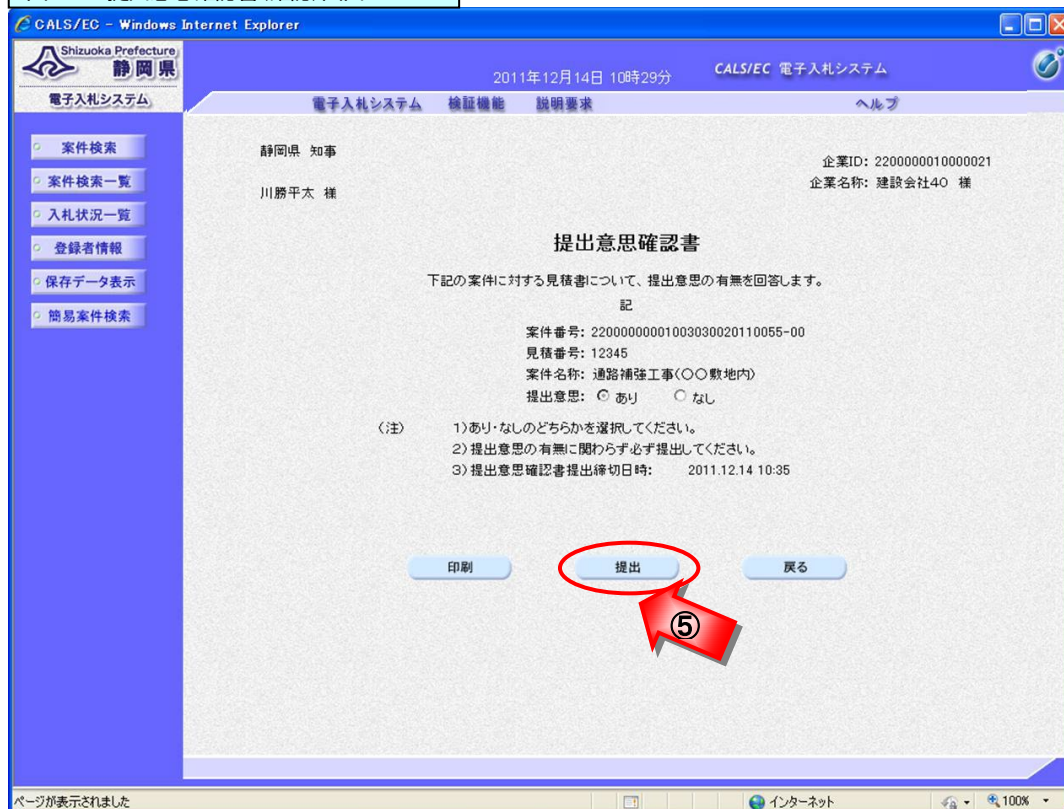 CALS/EC - Windows Internet Explorer
Shizuoka Prefecture
静岡県
電子入札システム
2011年12月14日 10時29分
CALS/EC 電子入札システム
電子入札システム 検証機能 説明要求 ヘルプ
案件検索
案件検索一覧
入札状況一覧
登録者情報
保存データ表示
簡易案件検索
静岡県 知事
川勝平太 様
企業ID: 2200000010000021
企業名称: 建設会社40 様
提出意思確認書
下記の案件に対する見積書について、提出意思の有無を回答します。
記
案件番号: 22000000001003030020110055-00
見積番号: 12345
案件名称: 通路補強工事(〇〇敷地内)
提出意思: あり なし
(注) 1)あり・なしのどちらかを選択してください。
2)提出意思の有無に関わらず必ず提出してください。
3)提出意思確認書提出締切日時: 2011.12.14 10:35
印刷 提出 戻る
⑤
ページが表示されました インターネット 100%